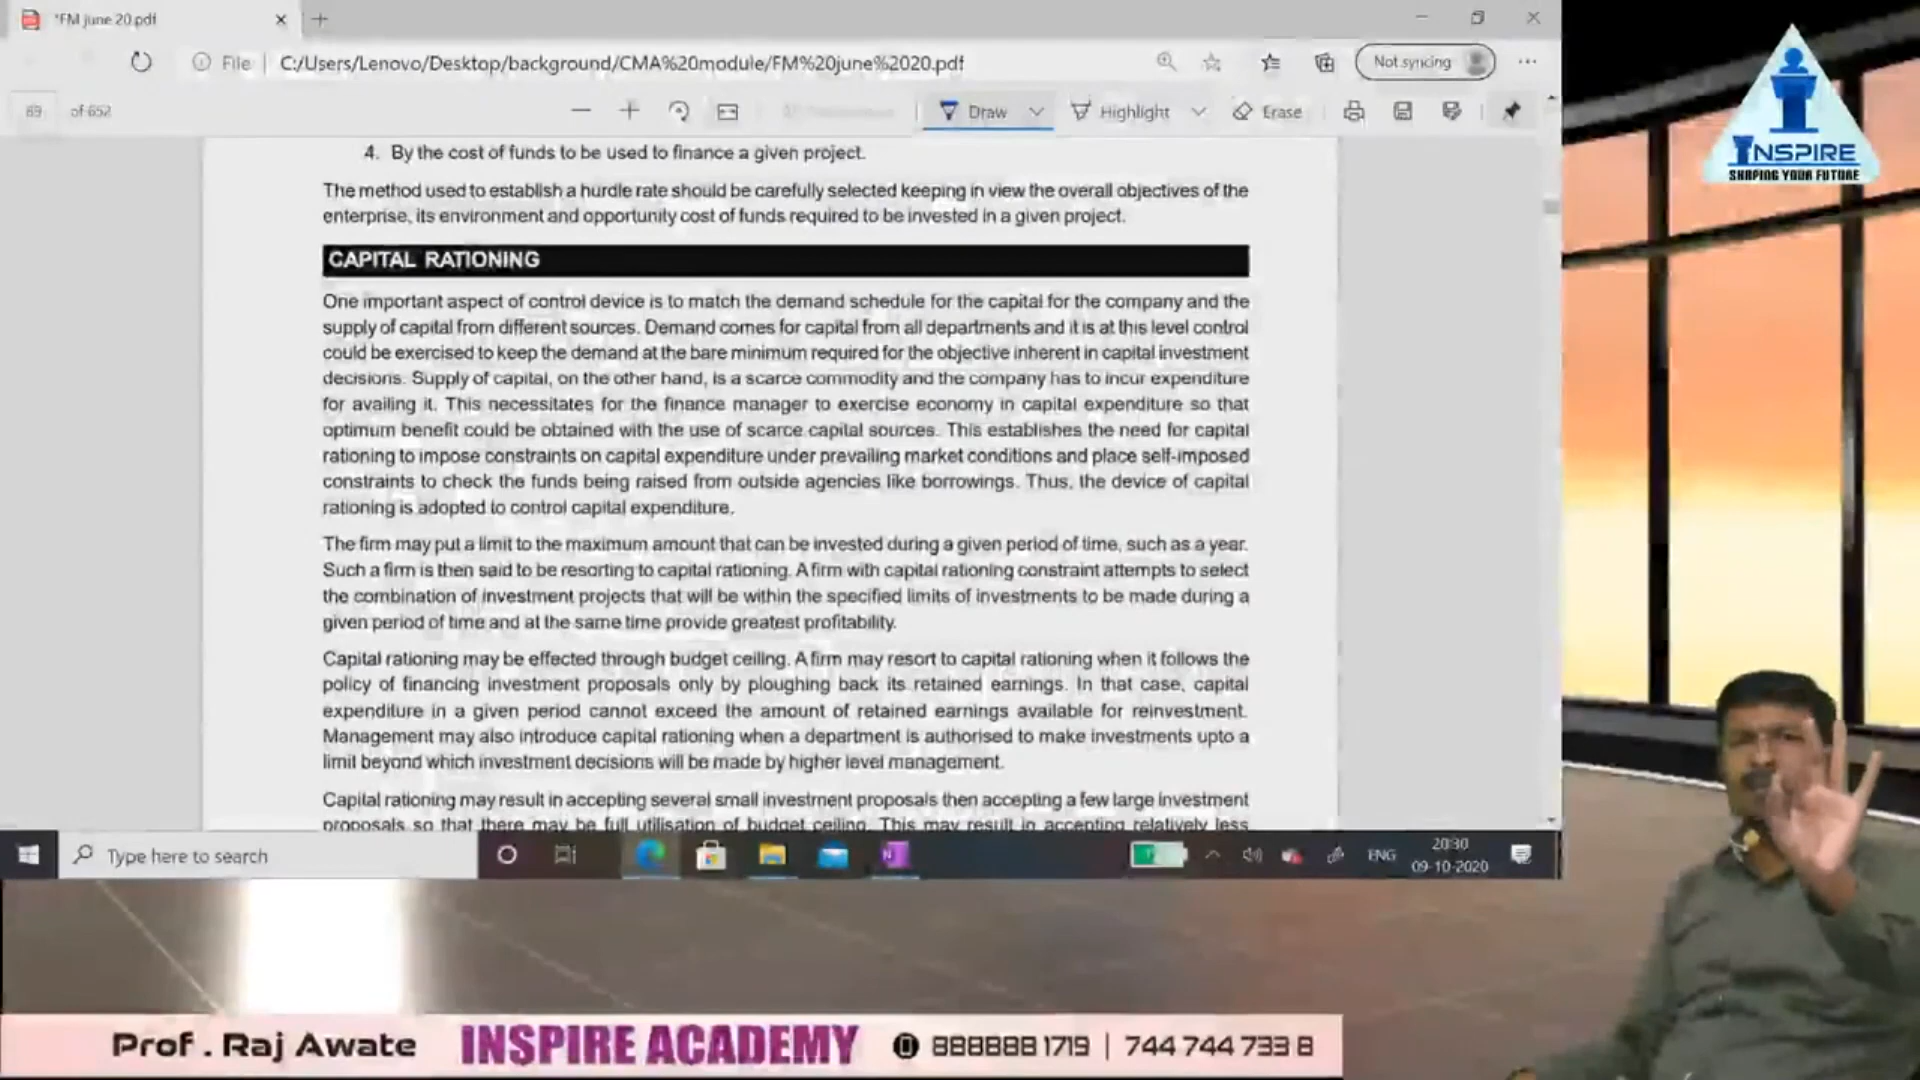 *FM june 20.pdf
File
C:/Users/Lenovo/Desktop/background/CMA%20module/FM%20june%2020.pdf
Not syncing
of 652
Draw
Highlight
Erase
4. By the cost of funds to be used to finance a given project.
The method used to establish a hurdle rate should be carefully selected keeping in view the overall objectives of the
enterprise, its environment and opportunity cost of funds required to be invested in a given project.
CAPITAL RATIONING
One important aspect of control device is to match the demand schedule for the capital for the company and the
supply of capital from different sources. Demand comes for capital from all departments and it is at this level control
could be exercised to keep the demand at the bare minimum required for the objective inherent in capital investment
decisions. Supply of capital, on the other hand, is a scarce commodity and the company has to incur expenditure
for availing it. This necessitates for the finance manager to exercise economy in capital expenditure so that
optimum benefit could be obtained with the use of scarce capital sources. This establishes the need for capital
rationing to impose constraints on capital expenditure under prevailing market conditions and place self-imposed
constraints to check the funds being raised from outside agencies like borrowings. Thus, the device of capital
rationing is adopted to control capital expenditure.
The firm may put a limit to the maximum amount that can be invested during a given period of time, such as a year.
Such a firm is then said to be resorting to capital rationing. A firm with capital rationing constraint attempts to select
the combination of investment projects that will be within the specified limits of investments to be made during a
given period of time and at the same time provide greatest profitability.
Capital rationing may be effected through budget ceiling. A firm may resort to capital rationing when it follows the
policy of financing investment proposals only by ploughing back its retained earnings. In that case, capital
expenditure in a given period cannot exceed the amount of retained earnings available for reinvestment.
Management may also introduce capital rationing when a department is authorised to make investments upto a
limit beyond which investment decisions will be made by higher level management.
Capital rationing may result in accepting several small investment proposals then accepting a few large investment
proposals so that there may be full utilisation of budget ceiling. This may result in accepting relatively less
Type here to search
ENG
20:30
09-10-2020
INSPIRE
SHAPING YOUR FUTURE
Prof . Raj Awate INSPIRE ACADEMY 888888 1719 | 744 744 733 8